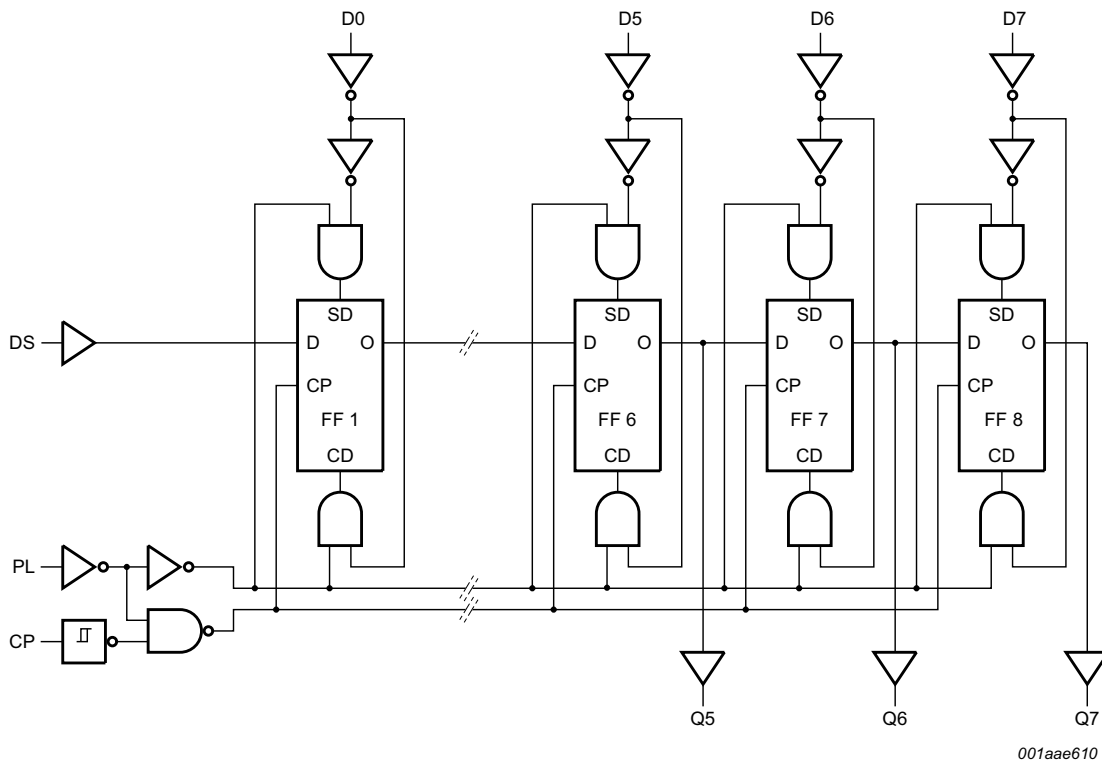 D0 D5 D6 D7
SD SD SD SD
DS D O D O D O D O
CP CP CP CP
FF 1 FF 6 FF 7 FF 8
CD CD CD CD
PL
CP
Q5 Q6 Q7
001aae610